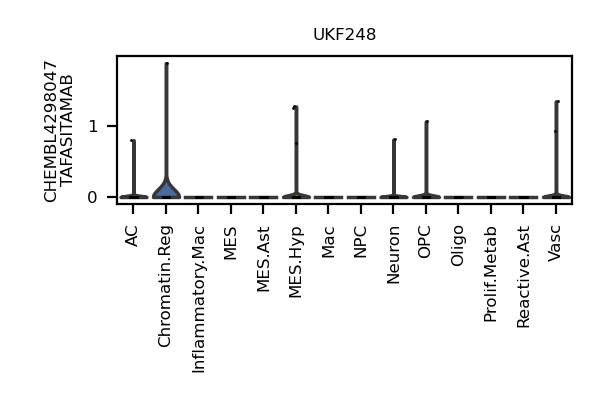 UKF248
CHEMBL4298047
TAFASITAMAB
1
0
AC
Chromatin.Reg
Inflammatory.Mac
MES
MES.Ast
MES.Hyp
Mac
NPC
Neuron
OPC
Oligo
Prolif.Metab
Reactive.Ast
Vasc